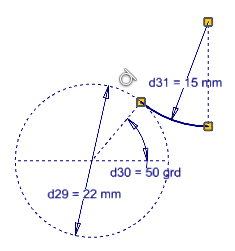 d31 = 15 mm
d30 = 50 grd
d29 = 22 mm